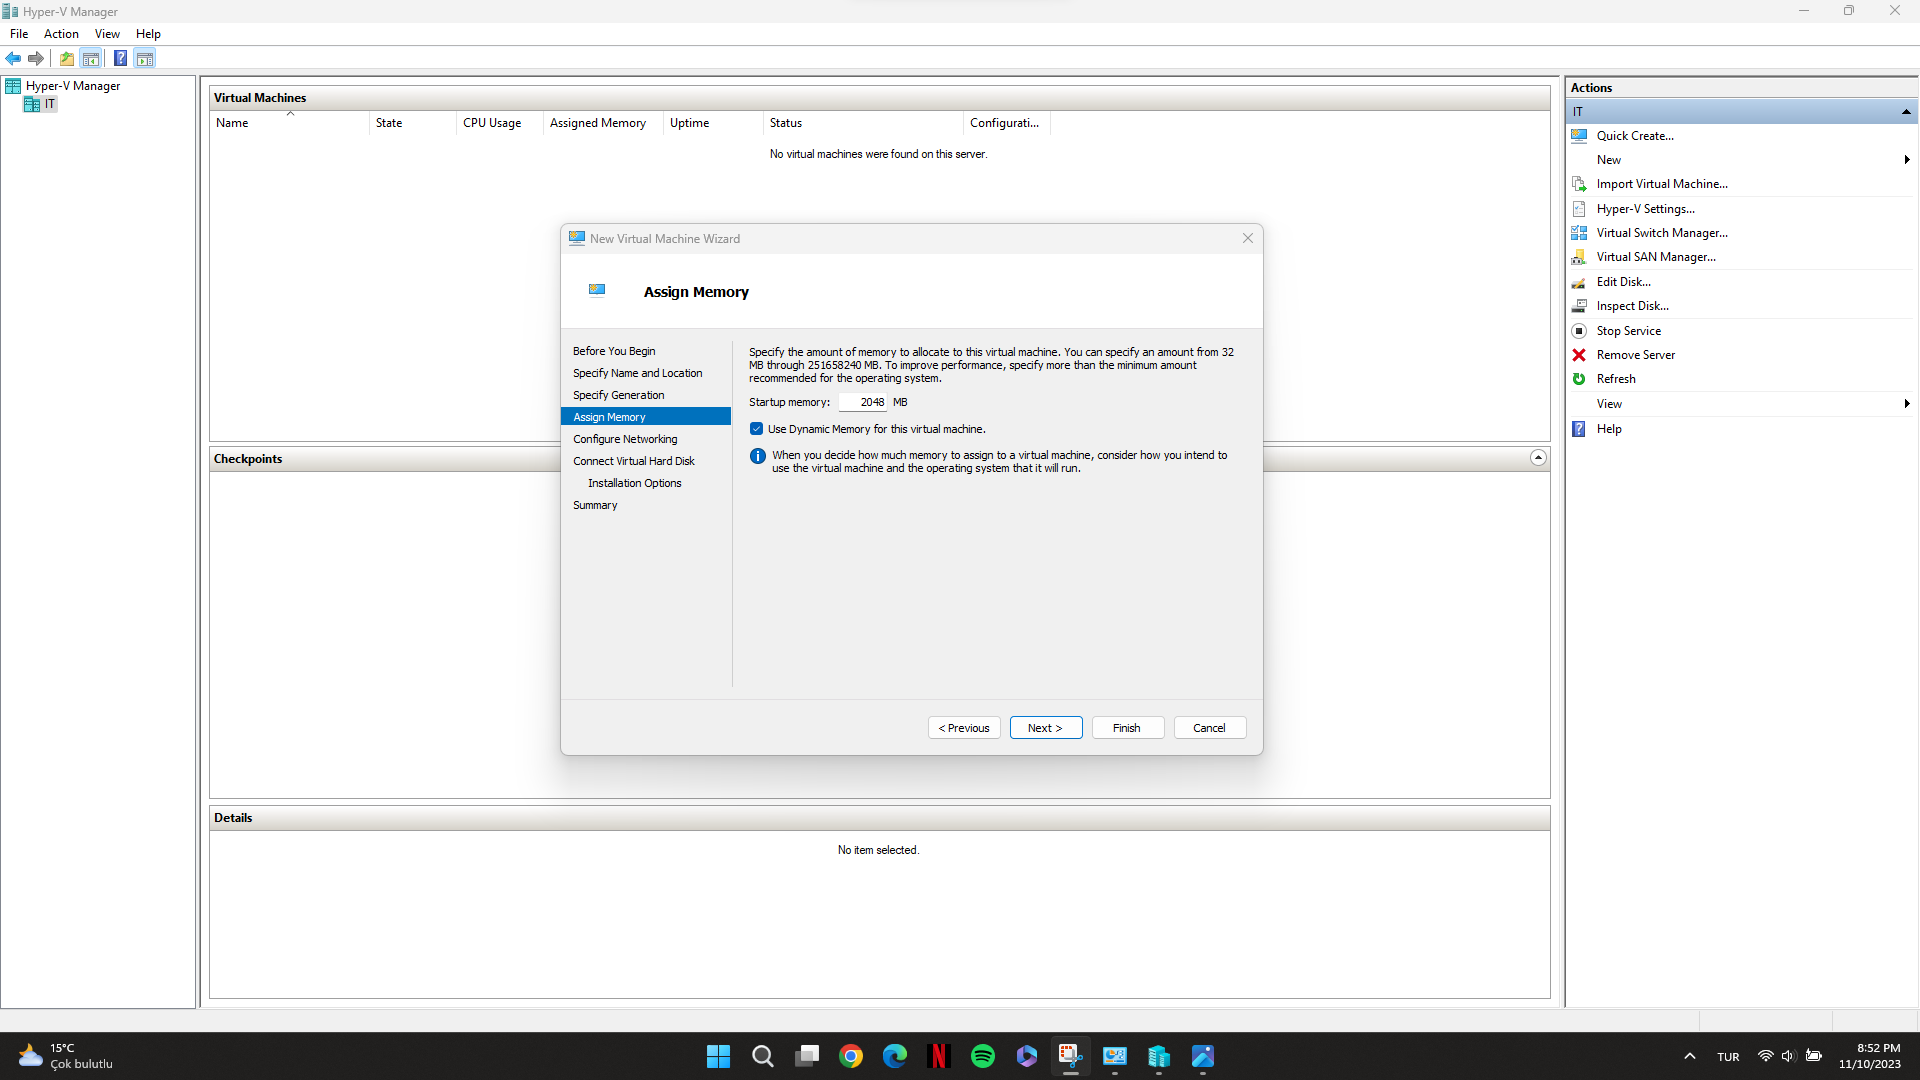 Hyper-V Manager
File Action View Help
Hyper-V Manager
IT
Virtual Machines
Name State CPU Usage Assigned Memory Uptime Status Configurati...
No virtual machines were found on this server.
New Virtual Machine Wizard
Assign Memory
Before You Begin
Specify Name and Location
Specify Generation
Assign Memory
Configure Networking
Connect Virtual Hard Disk
Installation Options
Summary
Specify the amount of memory to allocate to this virtual machine. You can specify an amount from 32
MB through 251658240 MB. To improve performance, specify more than the minimum amount
recommended for the operating system.
Startup memory: 2048 MB
Use Dynamic Memory for this virtual machine.
When you decide how much memory to assign to a virtual machine, consider how you intend to
use the virtual machine and the operating system that it will run.
< Previous Next > Finish Cancel
Checkpoints
Details
No item selected.
Actions
IT
Quick Create...
New
Import Virtual Machine...
Hyper-V Settings...
Virtual Switch Manager...
Virtual SAN Manager...
Edit Disk...
Inspect Disk...
Stop Service
Remove Server
Refresh
View
Help
15°C
Çok bulutlu
TUR
8:52 PM
11/10/2023